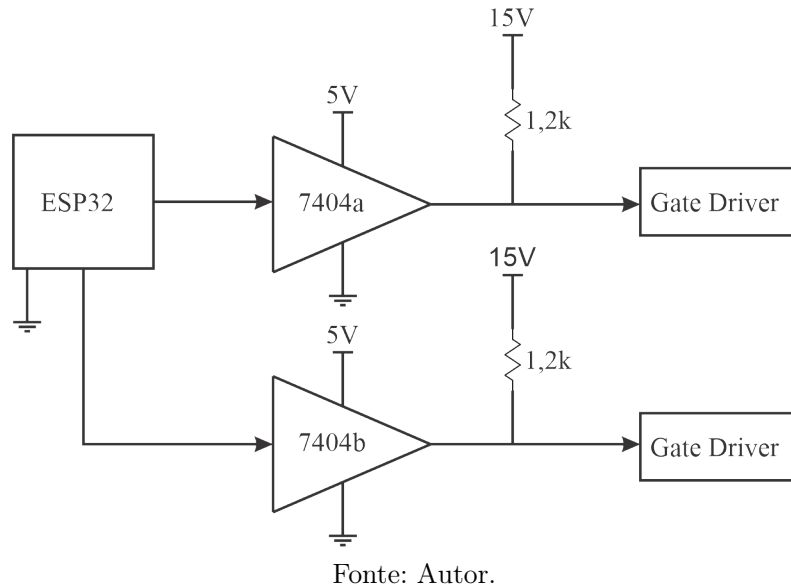 15V
1,2k
5V
ESP32
7404a
Gate Driver
15V
1,2k
5V
7404b
Gate Driver
Fonte: Autor.